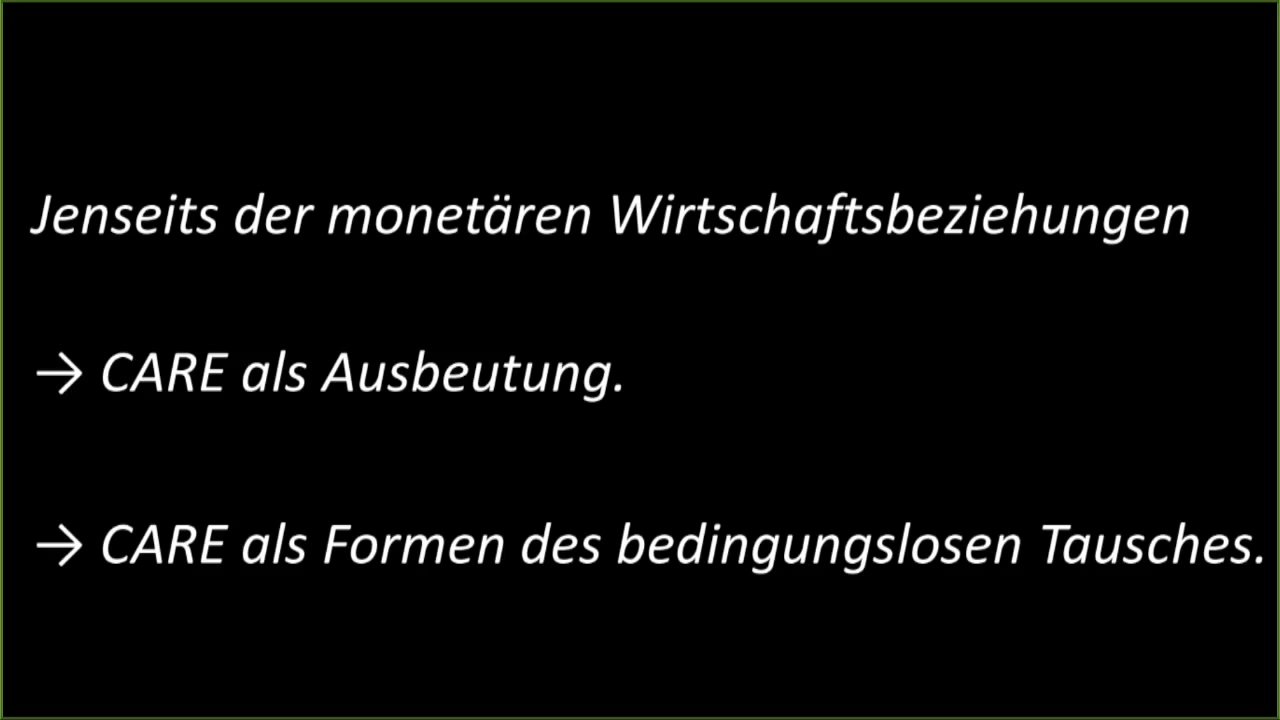 Jenseits der monetären Wirtschaftsbeziehungen
→ CARE als Ausbeutung.
→ CARE als Formen des bedingungslosen Tausches.